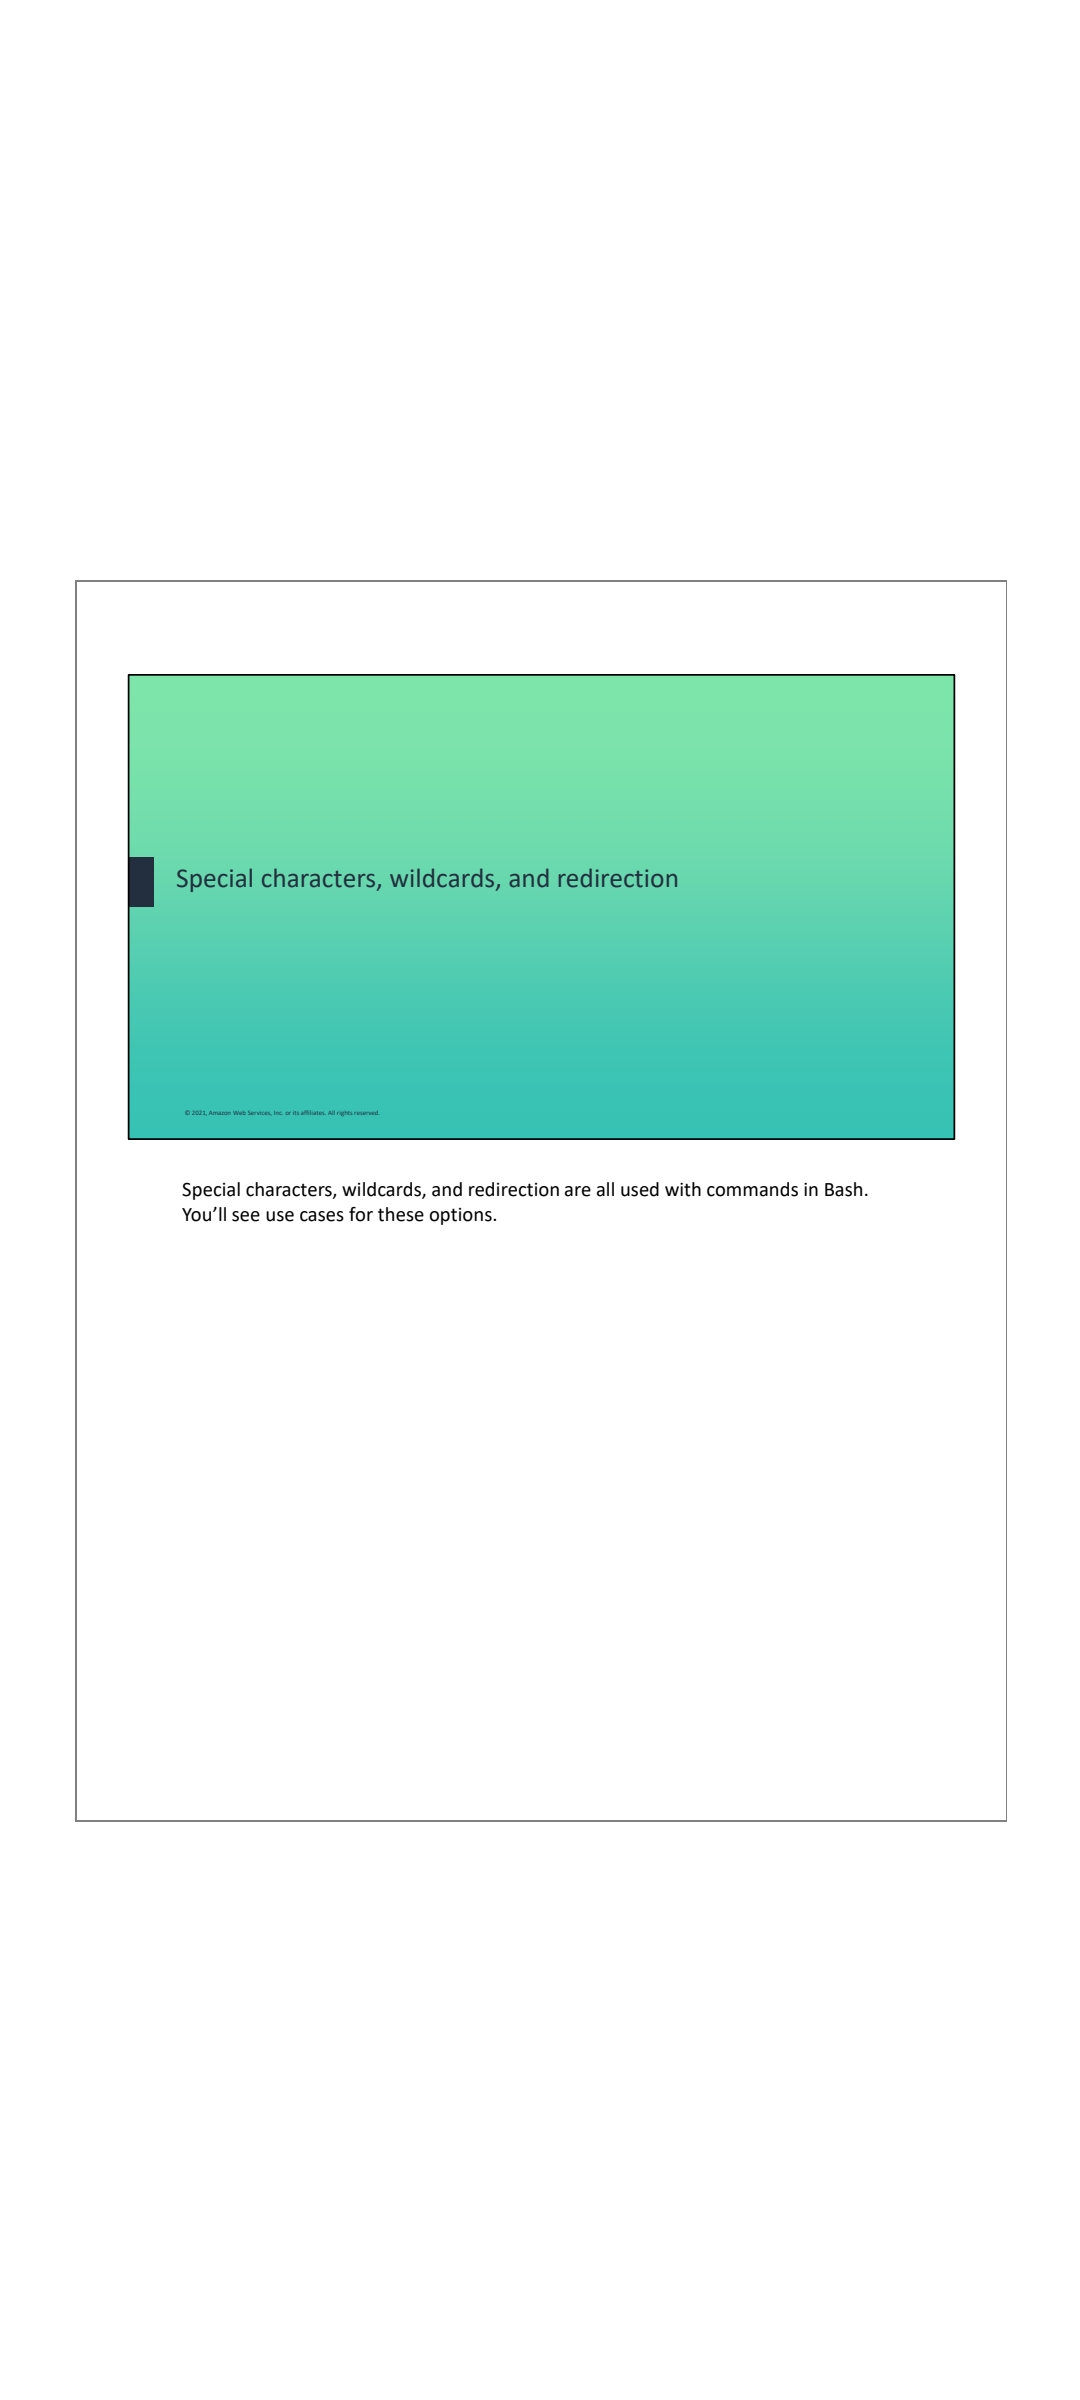 Special characters, wildcards, and redirection
© 2021, Amazon Web Services, Inc. or its affiliates. All rights reserved.
Special characters, wildcards, and redirection are all used with commands in Bash.
You’ll see use cases for these options.